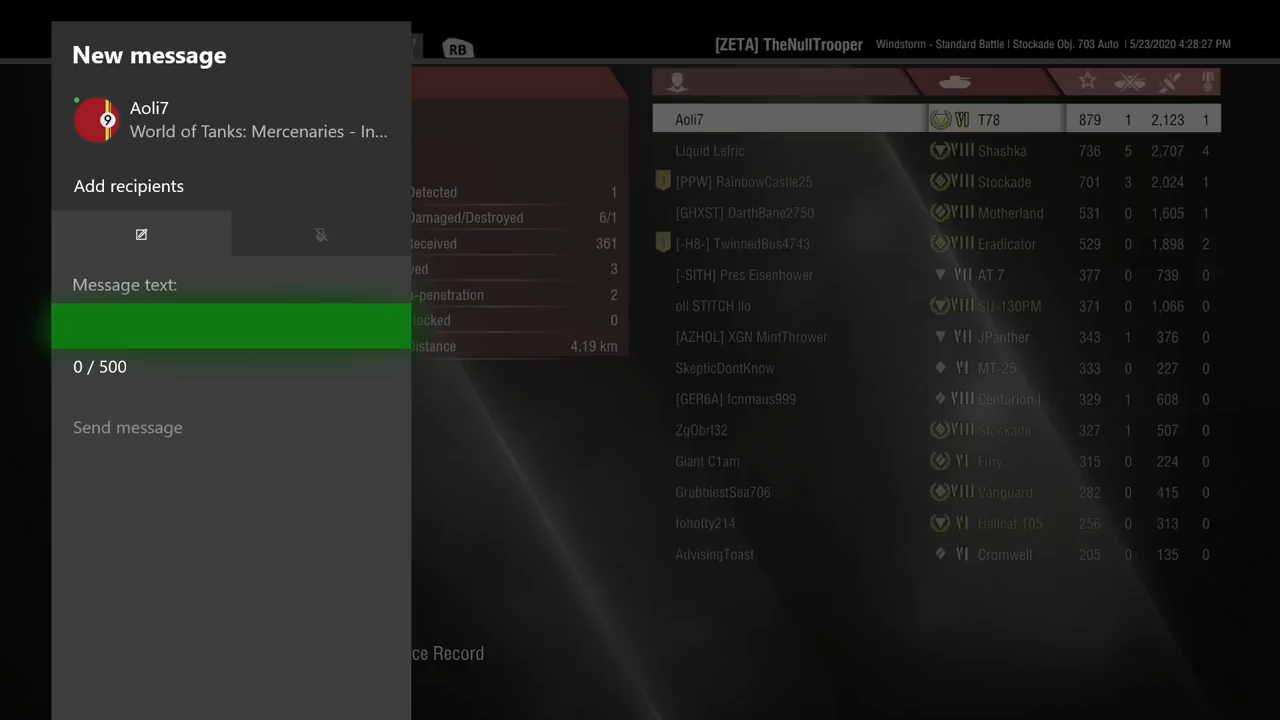 New message
RB
[ZETA] TheNullTrooper Windstorm - Standard Battle | Stockade Obj. 703 Auto | 5/23/2020 4:28:27 PM
9
Aoli7
World of Tanks: Mercenaries - In...
Add recipients
Message text:
0 / 500
Send message
Detected 1
Damaged/Destroyed 6/1
Received 361
ved 3
n-penetration 2
locked 0
Distance 4.19 km
ce Record
Aoli7 VI T78 879 1 2,123 1
Liquid Lefric VIII Shashka 736 5 2,707 4
[PPW] RainbowCastle25 VIII Stockade 701 3 2,024 1
[GHXST] DarthBane2750 VIII Motherland 531 0 1,605 1
[-H8-] TwinnedBus4743 VIII Eradicator 529 0 1,898 2
[-SITH] Pres Eisenhower VII AT 7 377 0 739 0
oII STITCH IIo VIII SU-130PM 371 0 1,066 0
[AZHOL] XGN MintThrower VII JPanther 343 1 376 0
SkepticDontKnow VI MT-25 333 0 227 0
[GER6A] fcnmaus999 VIII Centurion I 329 1 608 0
ZgObrI32 VIII Stockade 327 1 507 0
Giant C1am VI Fury 315 0 224 0
GrubbiestSea706 VIII Vanguard 282 0 415 0
fohotty214 VI Hellcat 105 256 0 313 0
AdvisingToast VI Cromwell 205 0 135 0